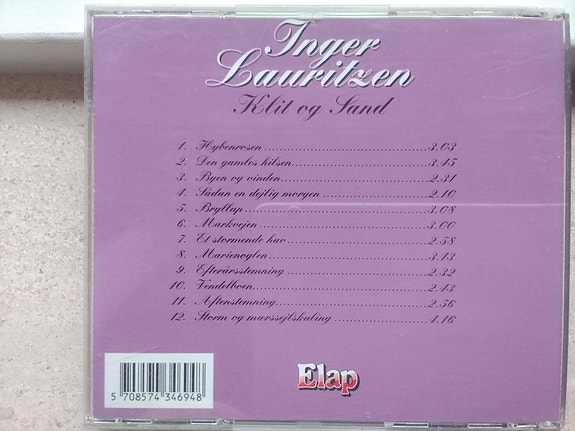 Inger
Lauritzen
Klit og Sand
1. Hybenrosen 3.03
2. Den gamles hilsen 3.45
3. Byen og vinden 2.31
4. Sådan en dejlig morgen 2.10
5. Bryllup 3.08
6. Markvejen 3.00
7. Et stormende hav 2.58
8. Marienvglen 3.13
9. Efterårsstemning 2.32
10. Vendelboen 2.43
11. Aftenstemning 2.56
12. Storm og mærssejlskuling 4.16
Elap
5 708574 346948